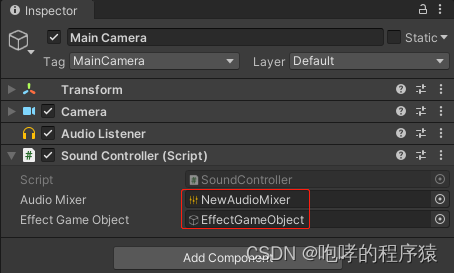 Inspector
Main Camera
Static
Tag MainCamera Layer Default
Transform
Camera
Audio Listener
# Sound Controller (Script)
Script # SoundController
Audio Mixer NewAudioMixer
Effect Game Object EffectGameObject
Add Component
CSDN @咆哮的程序猿